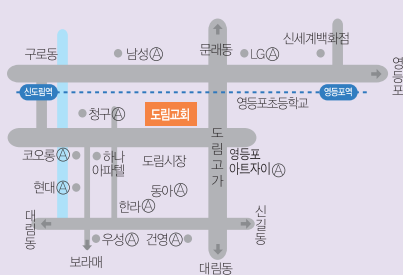 신세계백화점
구로동
남성Ⓐ
문래동
LGⒶ
영등포
신도림역
영등포역
영등포초등학교
청구Ⓐ
도림교회
도림고가
코오롱Ⓐ
하나
아파텔
도림시장
영등포
아트자이Ⓐ
현대Ⓐ
동아Ⓐ
한라Ⓐ
대림동
신길동
우성Ⓐ
건영Ⓐ
보라매
대림동